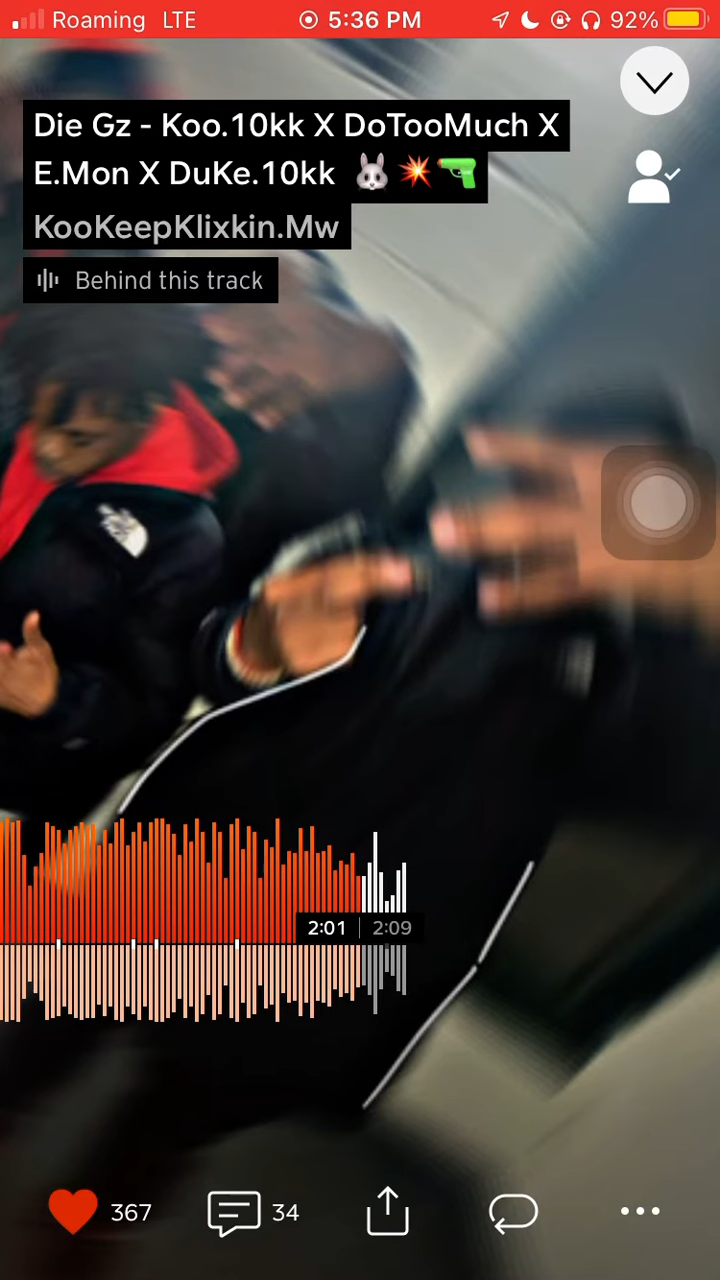 Roaming LTE 5:36 PM 92%
Die Gz - Koo.10kk X DoTooMuch X
E.Mon X DuKe.10kk 🐰💥🔫
KooKeepKlixkin.Mw
Behind this track
2:01 | 2:09
367 34